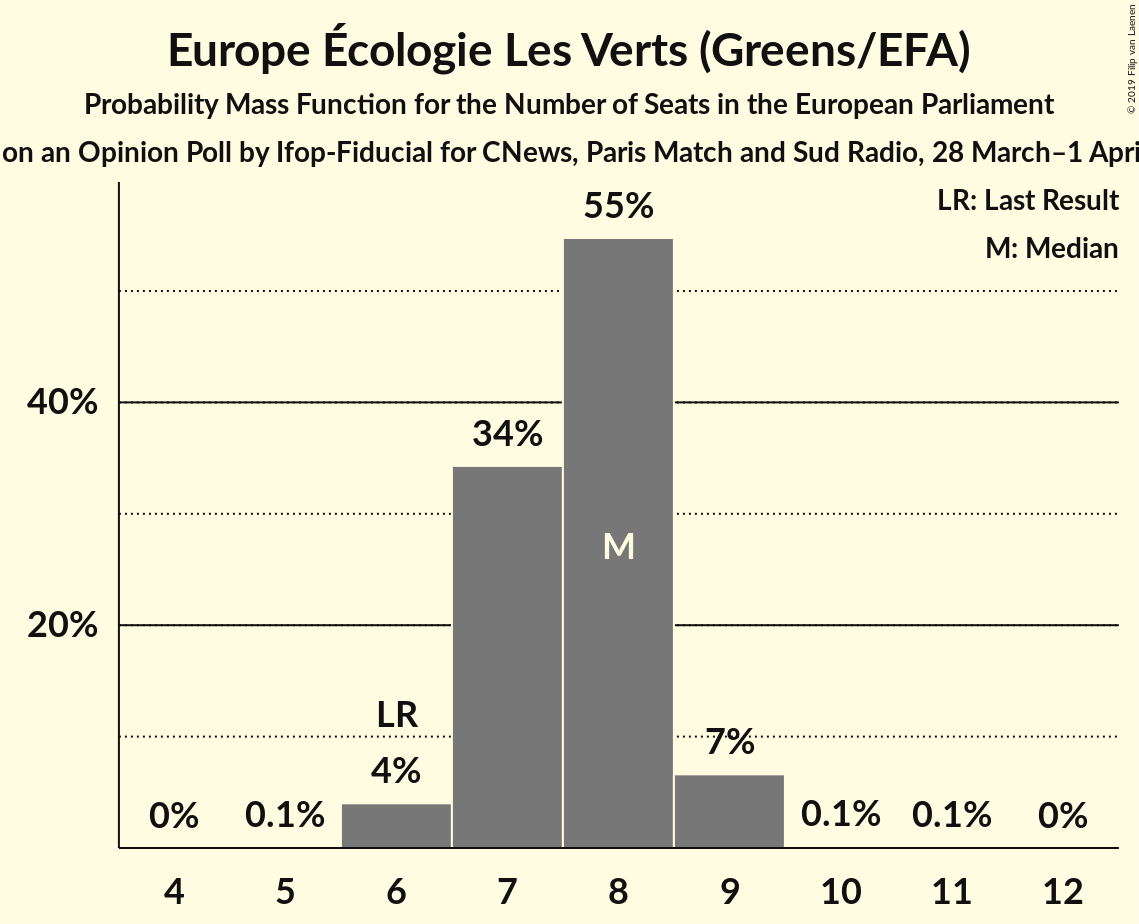 Europe Écologie Les Verts (Greens/EFA)
Probability Mass Function for the Number of Seats in the European Parliament
on an Opinion Poll by Ifop-Fiducial for CNews, Paris Match and Sud Radio, 28 March–1 Apri
© 2019 Filip van Laenen
LR: Last Result
M: Median
55%
40%
34%
M
20%
LR
7%
4%
0% 0.1% 0.1% 0.1% 0%
4 5 6 7 8 9 10 11 12